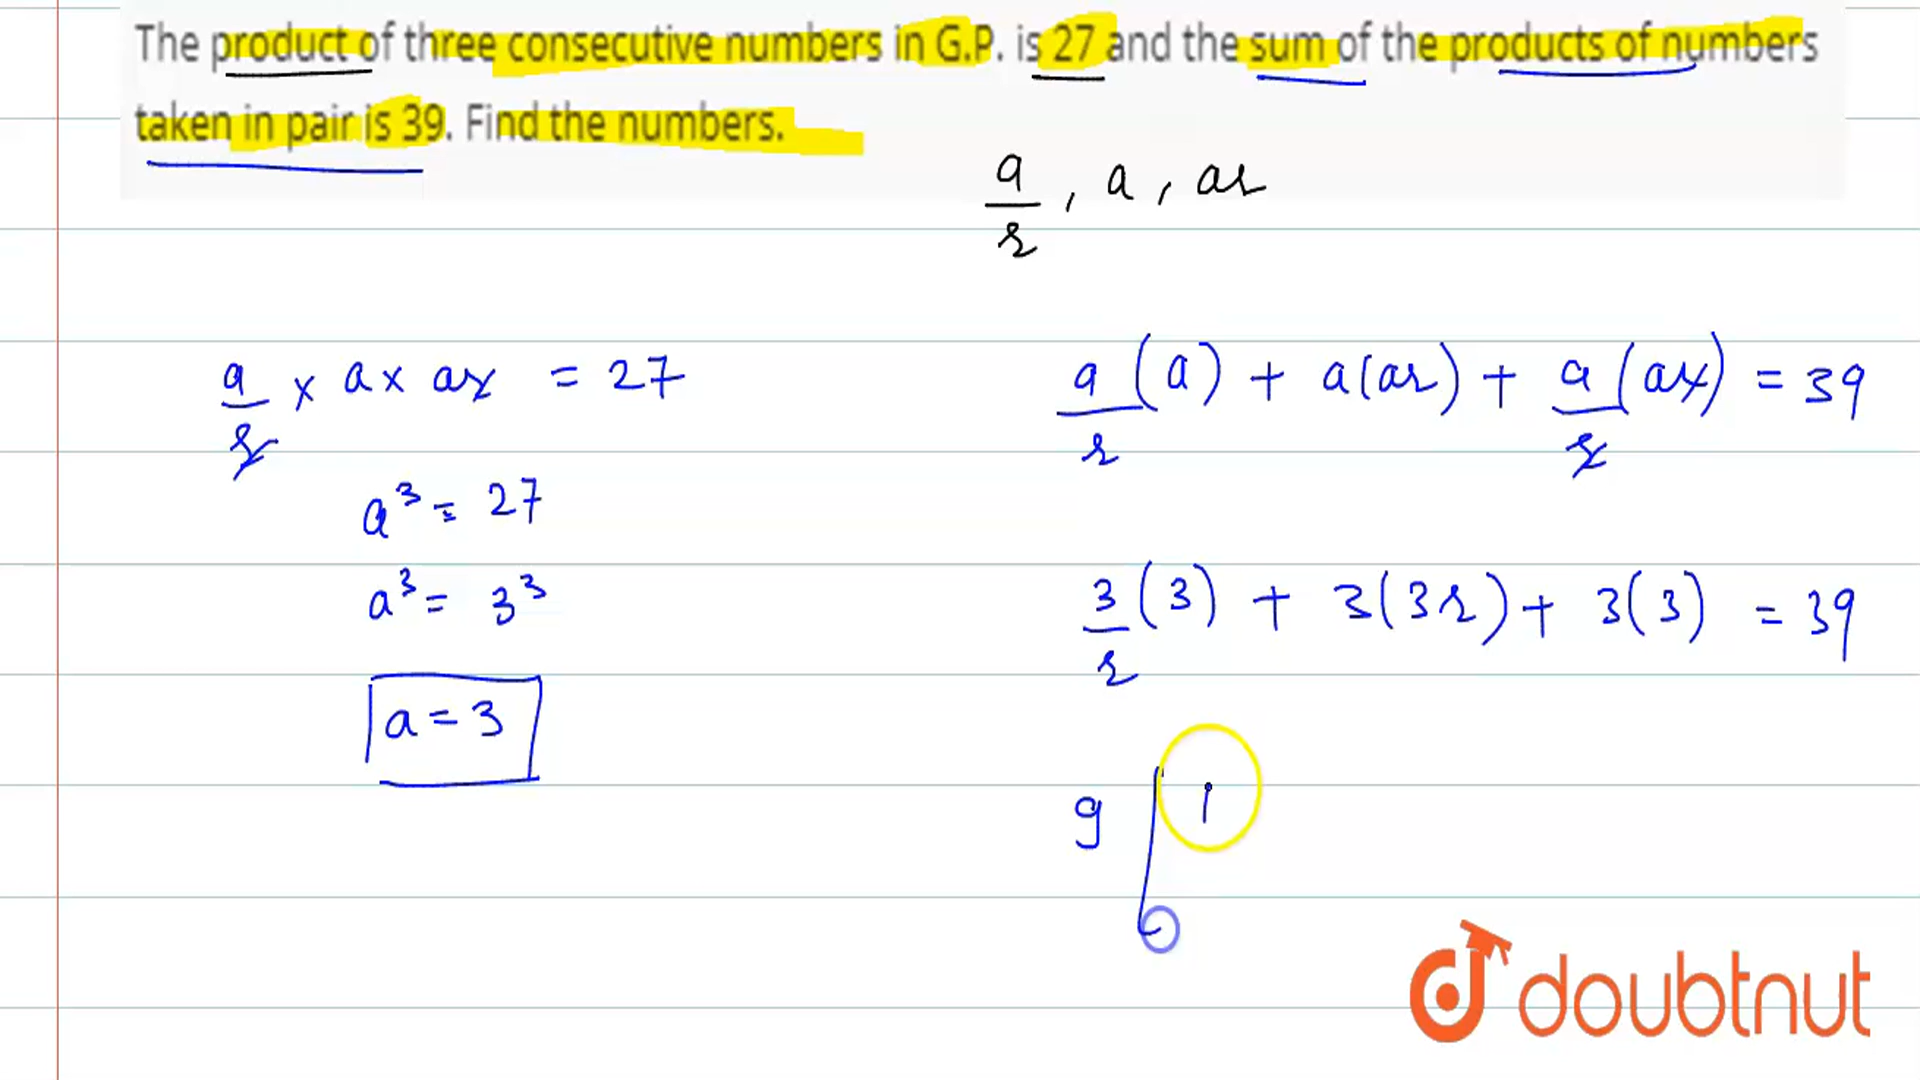 The product of three consecutive numbers in G.P. is 27 and the sum of the products of numbers
taken in pair is 39. Find the numbers.
a/r , a , ar
a/r × a × ar = 27
a³ = 27
a³ = 3³
a = 3
a/r (a) + a(ar) + a/r (ar) = 39
3/r (3) + 3(3r) + 3(3) = 39
9 [ 1
doubtnut